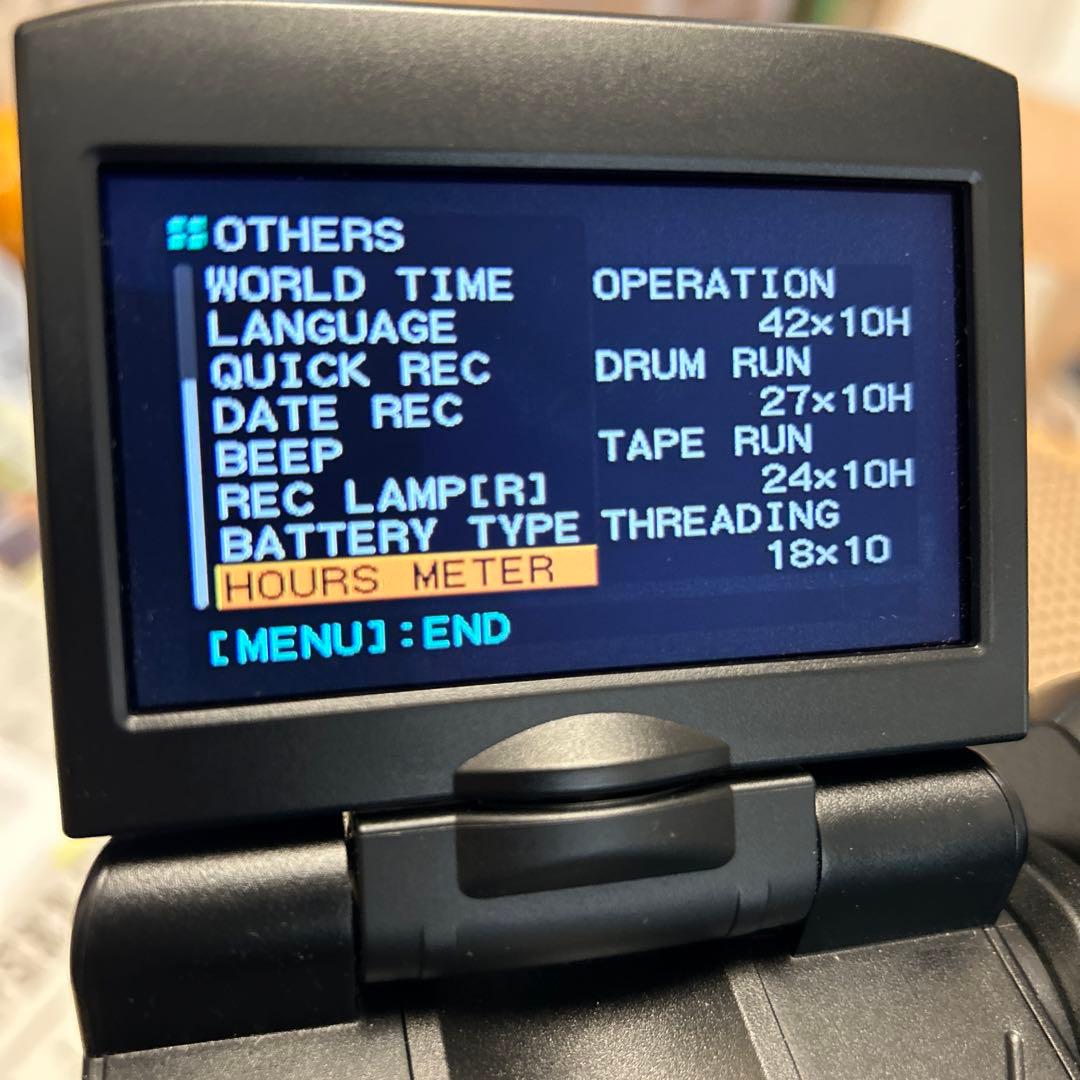 OTHERS
WORLD TIME
LANGUAGE
QUICK REC
DATE REC
BEEP
REC LAMP[R]
BATTERY TYPE
HOURS METER
[MENU]:END
OPERATION
42×10H
DRUM RUN
27×10H
TAPE RUN
24×10H
THREADING
18×10